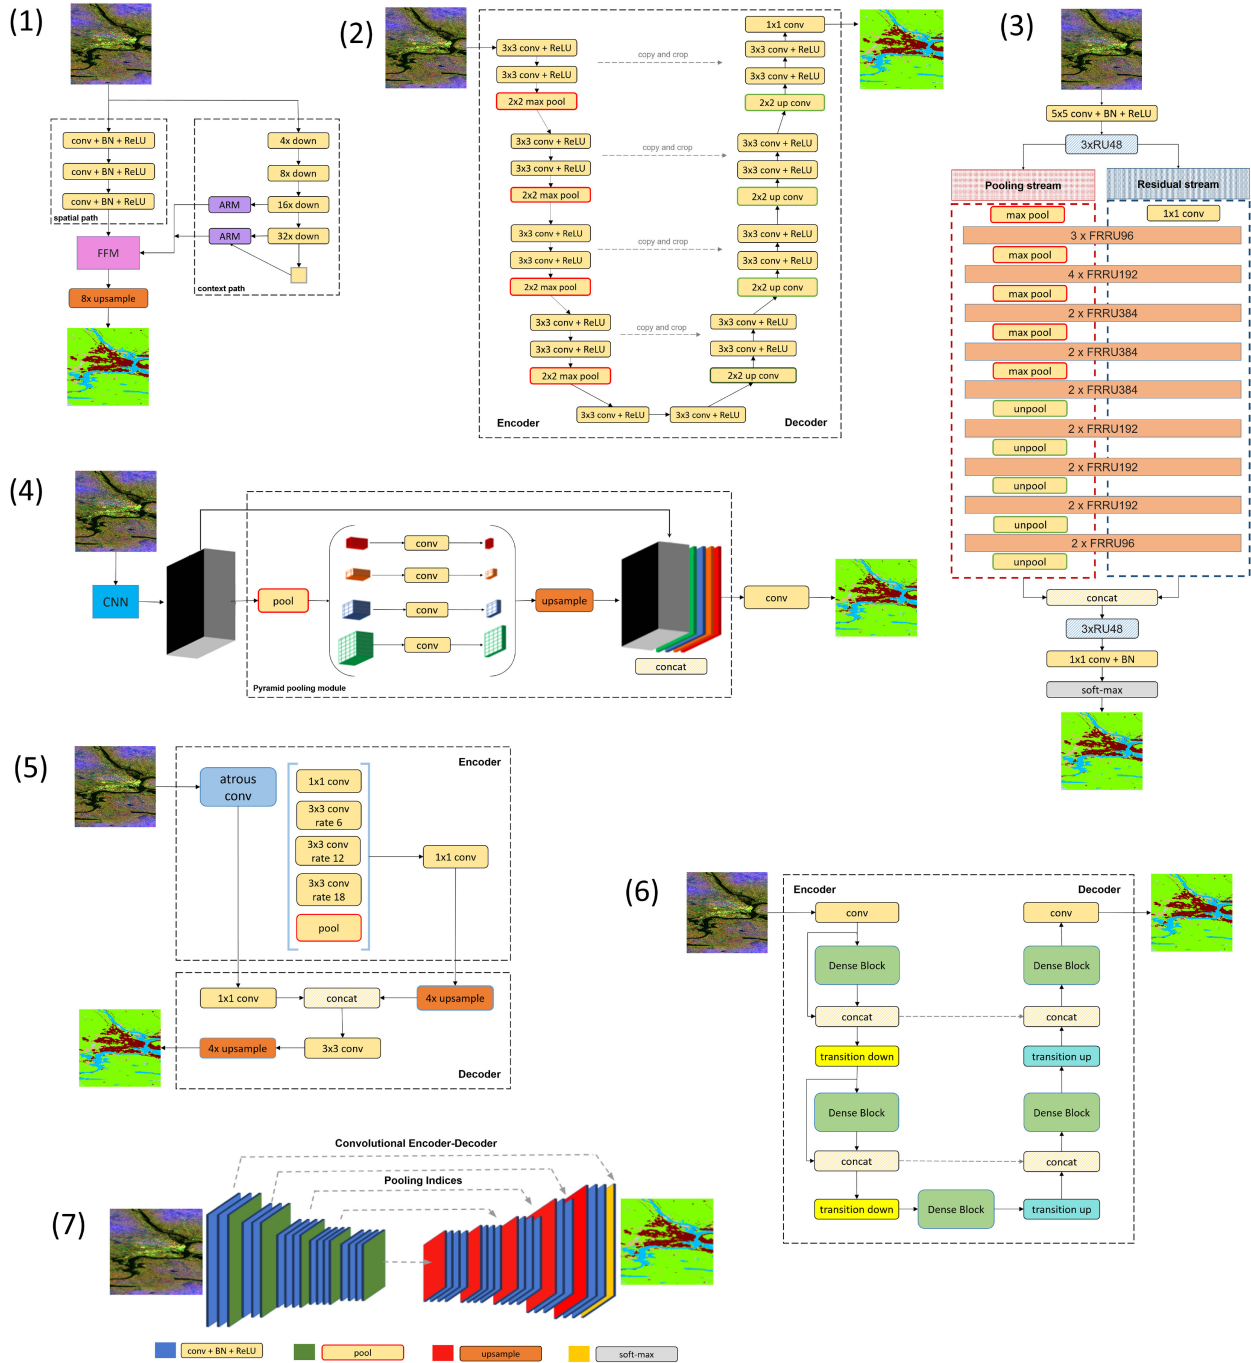 (1)
conv + BN + ReLU
conv + BN + ReLU
conv + BN + ReLU
spatial path
4x down
8x down
16x down
32x down
ARM
ARM
context path
FFM
8x upsample
(2)
3x3 conv + ReLU
3x3 conv + ReLU
2x2 max pool
3x3 conv + ReLU
3x3 conv + ReLU
2x2 max pool
3x3 conv + ReLU
3x3 conv + ReLU
2x2 max pool
3x3 conv + ReLU
3x3 conv + ReLU
2x2 max pool
3x3 conv + ReLU
3x3 conv + ReLU
copy and crop
copy and crop
copy and crop
copy and crop
1x1 conv
3x3 conv + ReLU
3x3 conv + ReLU
2x2 up conv
3x3 conv + ReLU
3x3 conv + ReLU
2x2 up conv
3x3 conv + ReLU
3x3 conv + ReLU
2x2 up conv
3x3 conv + ReLU
3x3 conv + ReLU
2x2 up conv
Encoder
Decoder
(3)
5x5 conv + BN + ReLU
3xRU48
Pooling stream
Residual stream
max pool
1x1 conv
3 x FRRU96
max pool
4 x FRRU192
max pool
2 x FRRU384
max pool
2 x FRRU384
max pool
2 x FRRU384
unpool
2 x FRRU192
unpool
2 x FRRU192
unpool
2 x FRRU192
unpool
2 x FRRU96
unpool
concat
3xRU48
1x1 conv + BN
soft-max
(4)
CNN
pool
conv
conv
conv
conv
upsample
concat
conv
Pyramid pooling module
(5)
Encoder
atrous
conv
1x1 conv
3x3 conv
rate 6
3x3 conv
rate 12
3x3 conv
rate 18
pool
1x1 conv
1x1 conv
concat
4x upsample
4x upsample
3x3 conv
Decoder
(6)
Encoder
Decoder
conv
conv
Dense Block
Dense Block
concat
concat
transition down
transition up
Dense Block
Dense Block
concat
concat
transition down
Dense Block
transition up
(7)
Convolutional Encoder-Decoder
Pooling Indices
conv + BN + ReLU
pool
upsample
soft-max